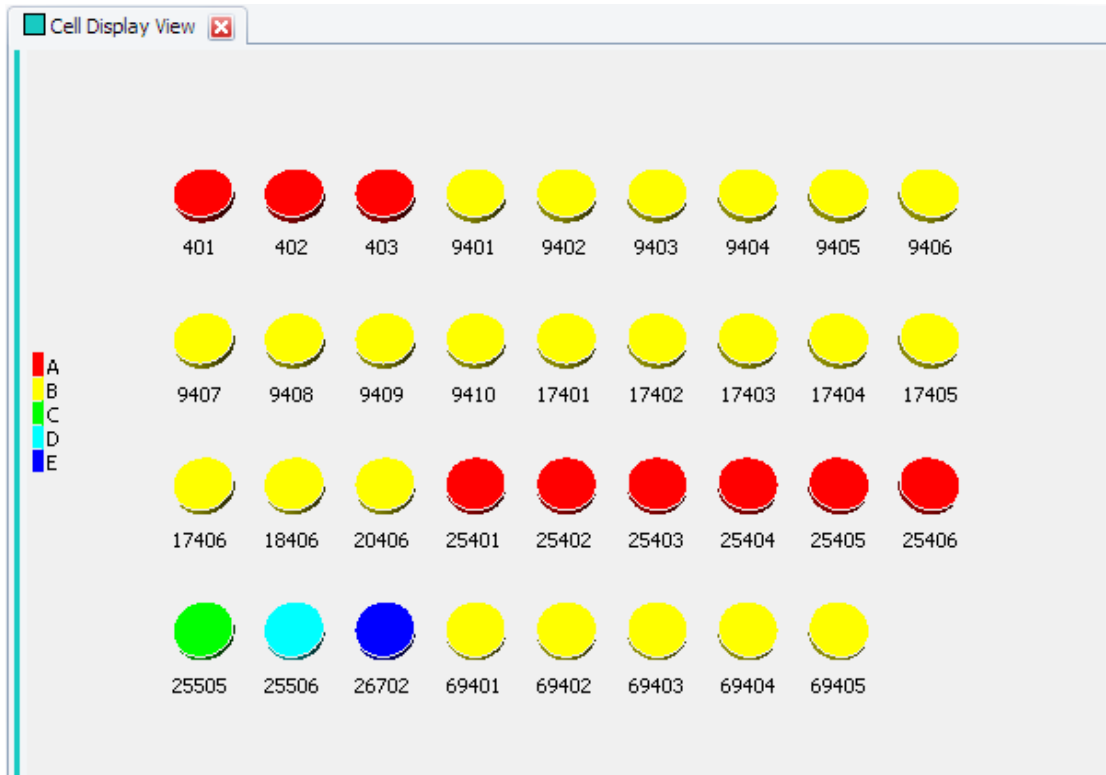 Cell Display View
401 402 403 9401 9402 9403 9404 9405 9406
9407 9408 9409 9410 17401 17402 17403 17404 17405
A
B
C
D
E
17406 18406 20406 25401 25402 25403 25404 25405 25406
25505 25506 26702 69401 69402 69403 69404 69405